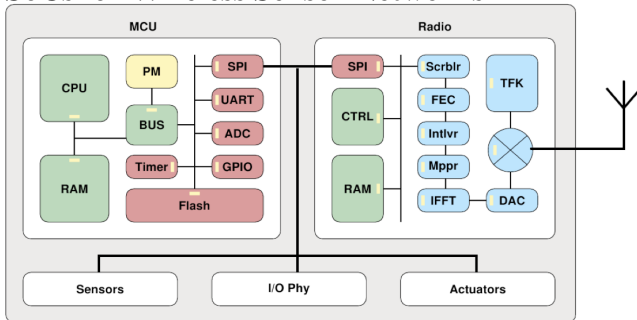 MCU
Radio
CPU
PM
SPI
SPI
Scrblr
TFK
UART
FEC
BUS
CTRL
ADC
Intlvr
RAM
Timer
GPIO
RAM
Mppr
Flash
IFFT
DAC
Sensors
I/O Phy
Actuators